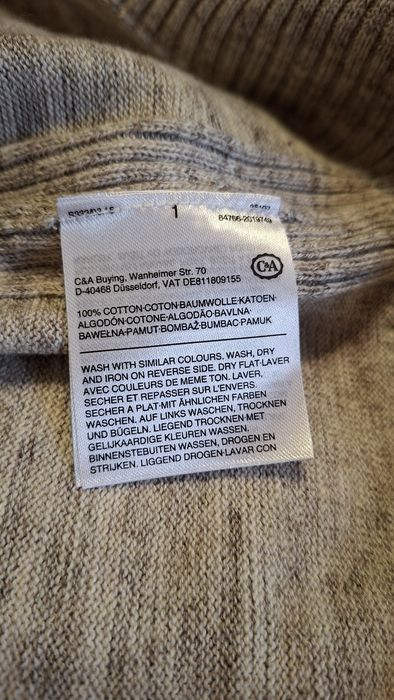 1
84766-2019749
C&A Buying, Wanheimer Str. 70
D-40468 Düsseldorf, VAT DE811809155
C&A
100% COTTON-COTON-BAUMWOLLE-KATOEN-
ALGODÓN-COTONE-ALGODÃO-BAVLNA-
BAWEŁNA-PAMUT-BOMBAŽ-BUMBAC-PAMUK
WASH WITH SIMILAR COLOURS. WASH, DRY
AND IRON ON REVERSE SIDE. DRY FLAT-LAVER
AVEC COULEURS DE MEME TON. LAVER,
SECHER ET REPASSER SUR L'ENVERS.
SECHER A PLAT-MIT ÄHNLICHEN FARBEN
WASCHEN. AUF LINKS WASCHEN, TROCKNEN
UND BÜGELN. LIEGEND TROCKNEN-MET
GELIJKAARDIGE KLEUREN WASSEN.
BINNENSTEBUITEN WASSEN, DROGEN EN
STRIJKEN. LIGGEND DROGEN-LAVAR CON